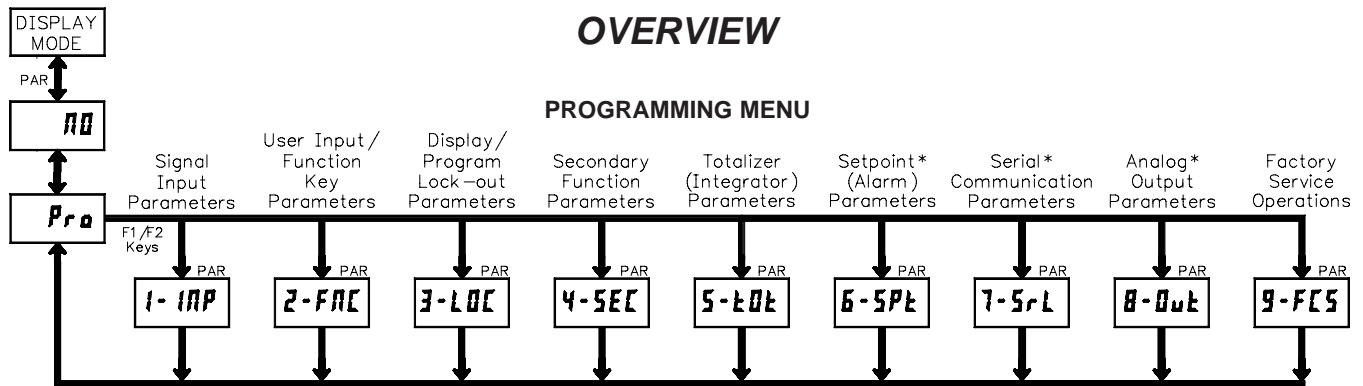 OVERVIEW
DISPLAY
MODE
PAR
NO
Pro
PROGRAMMING MENU
Signal
Input
Parameters
User Input /
Function
Key
Parameters
Display /
Program
Lock-out
Parameters
Secondary
Function
Parameters
Totalizer
(Integrator)
Parameters
Setpoint*
(Alarm)
Parameters
Serial*
Communication
Parameters
Analog*
Output
Parameters
Factory
Service
Operations
F1/F2
Keys
PAR
PAR
PAR
PAR
PAR
PAR
PAR
PAR
PAR
1-INP
2-FNC
3-LOC
4-SEC
5-tOt
6-SPt
7-SrL
8-Out
9-FCS